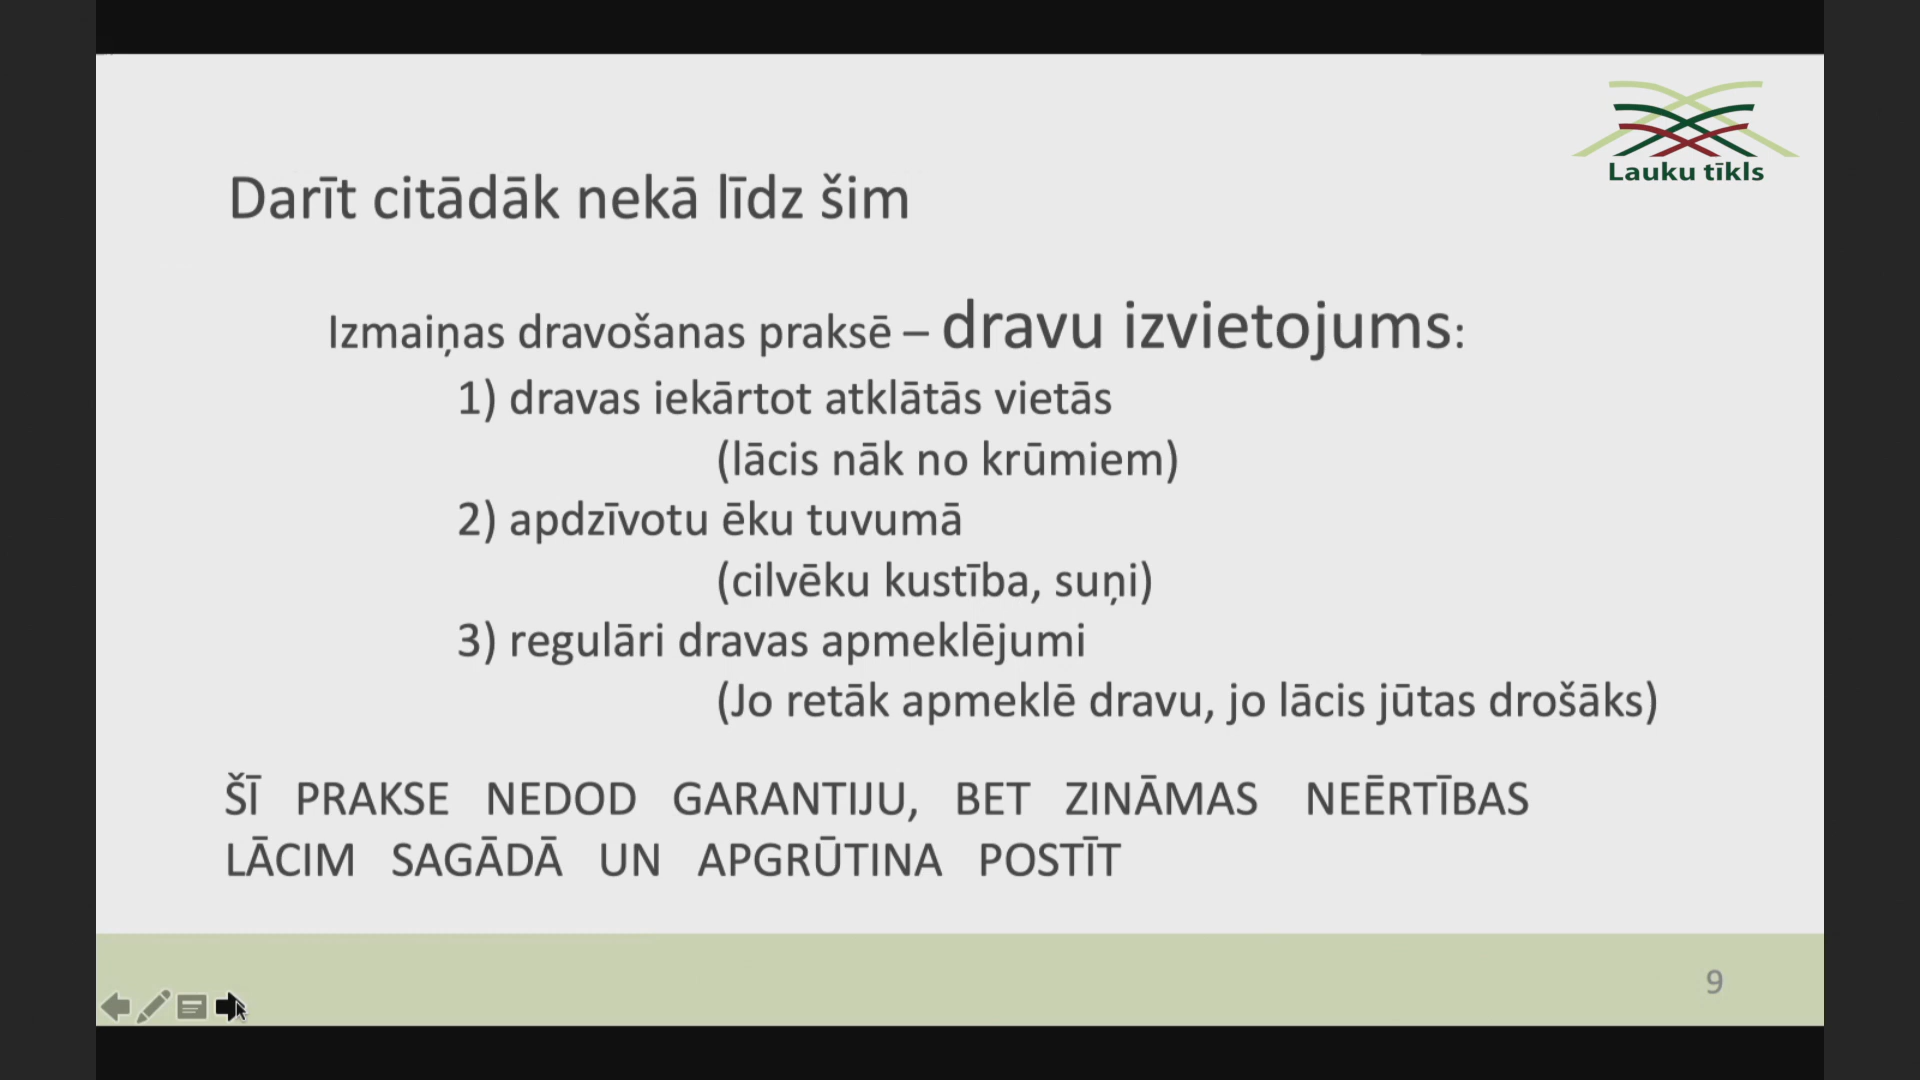 Lauku tīkls
Darīt citādāk nekā līdz šim
Izmaiņas dravošanas praksē – dravu izvietojums:
1) dravas iekārtot atklātās vietās
(lācis nāk no krūmiem)
2) apdzīvotu ēku tuvumā
(cilvēku kustība, suņi)
3) regulāri dravas apmeklējumi
(Jo retāk apmeklē dravu, jo lācis jūtas drošāks)
ŠĪ PRAKSE NEDOD GARANTIJU, BET ZINĀMAS NEĒRTĪBAS
LĀCIM SAGĀDĀ UN APGRŪTINA POSTĪT
9